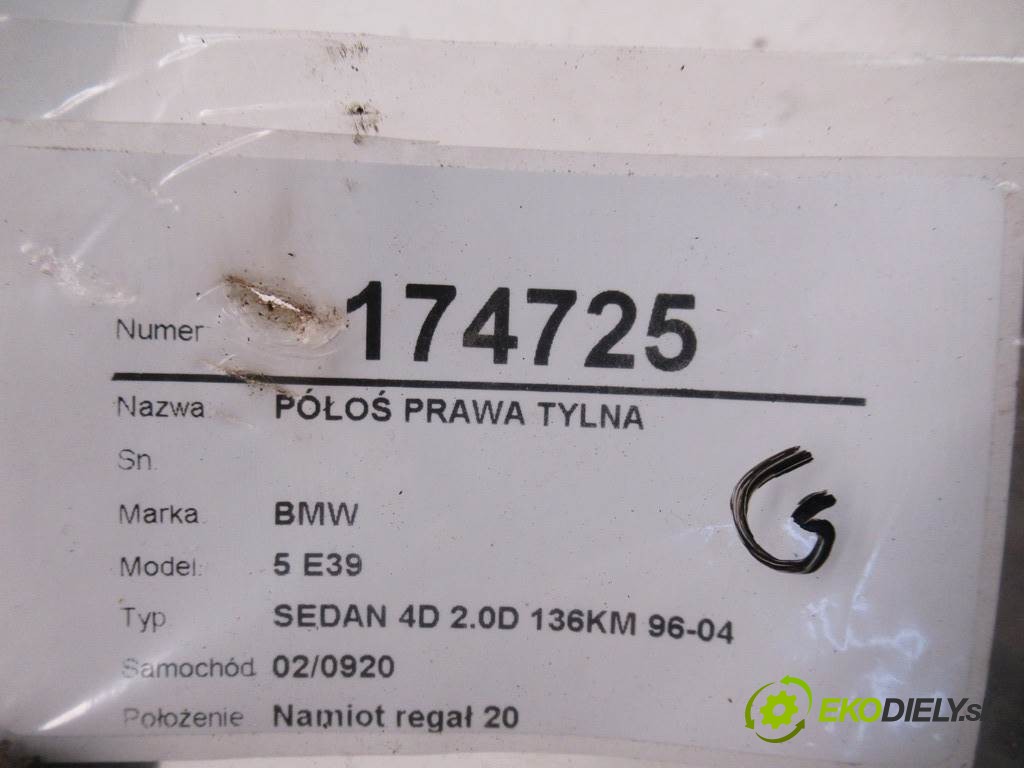 Numer 174725
Nazwa PÓŁOŚ PRAWA TYLNA
Sn.
Marka BMW
Model: 5 E39
Typ SEDAN 4D 2.0D 136KM 96-04
Samochód 02/0920
Położenie Namiot regał 20
G
EKODIELY.s